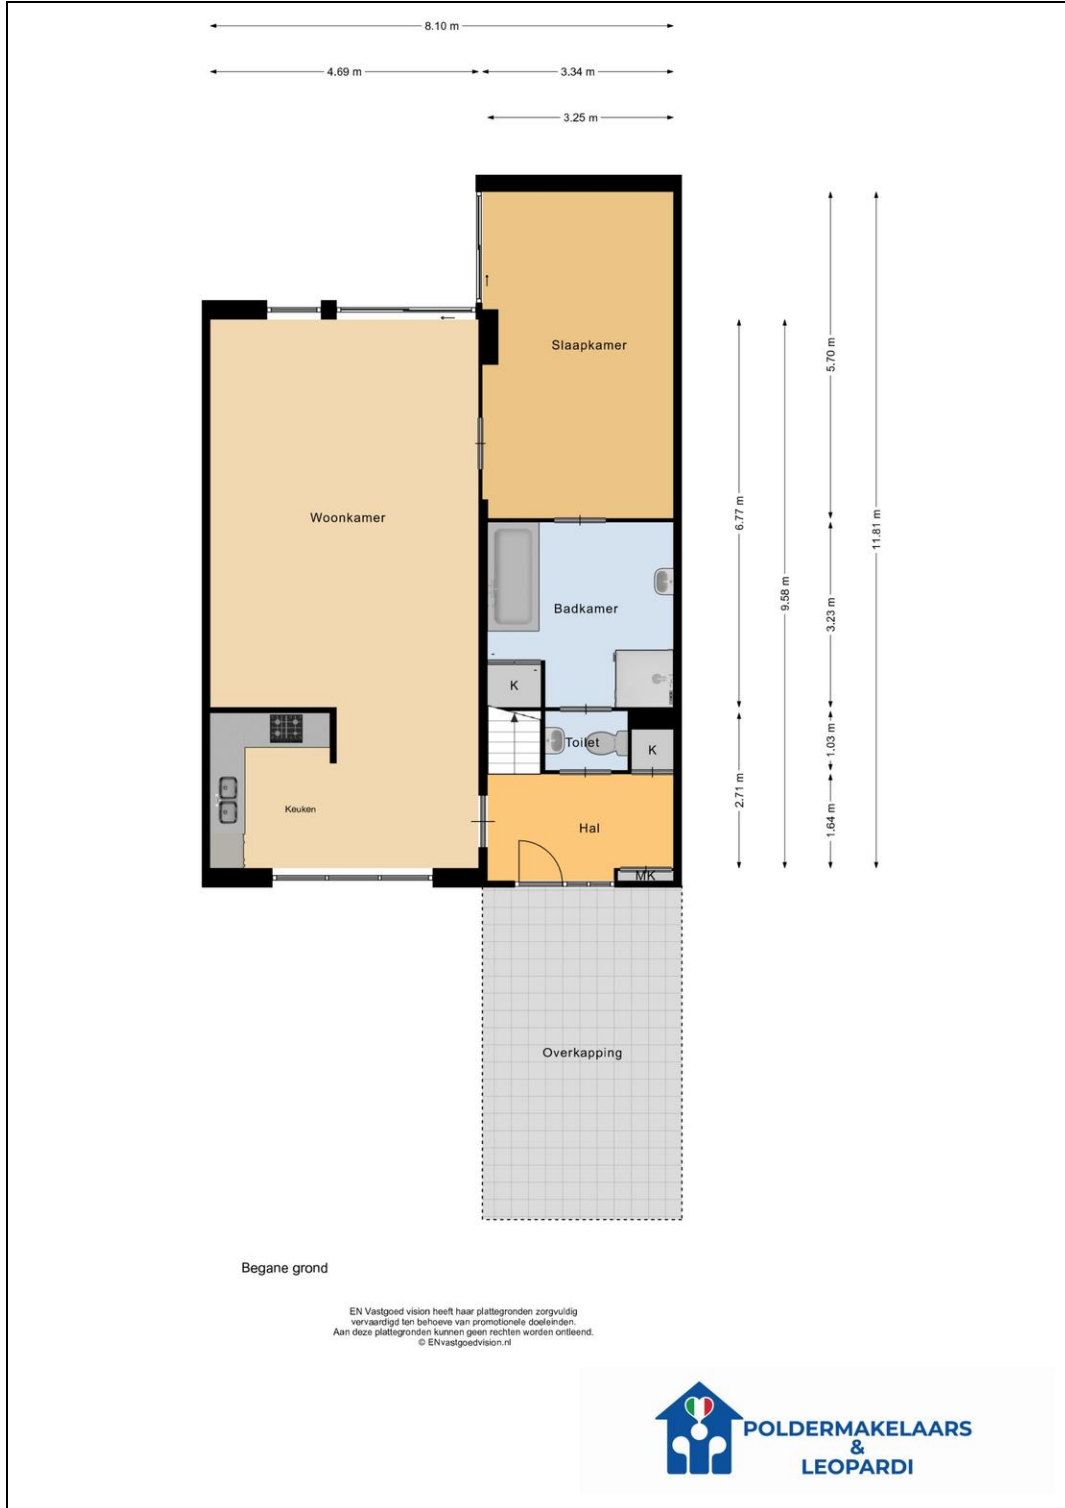 8.10 m
4.69 m
3.34 m
3.25 m
Slaapkamer
Woonkamer
Badkamer
K
Toilet
K
Keuken
Hal
MK
6.77 m
2.71 m
9.58 m
5.70 m
3.23 m
1.03 m
1.64 m
11.81 m
Overkapping
Begane grond
EN Vastgoed vision heeft haar plattegronden zorgvuldig
vervaardigd ten behoeve van promotionele doeleinden.
Aan deze plattegronden kunnen geen rechten worden ontleend.
© ENvastgoedvision.nl
POLDERMAKELAARS
&
LEOPARDI